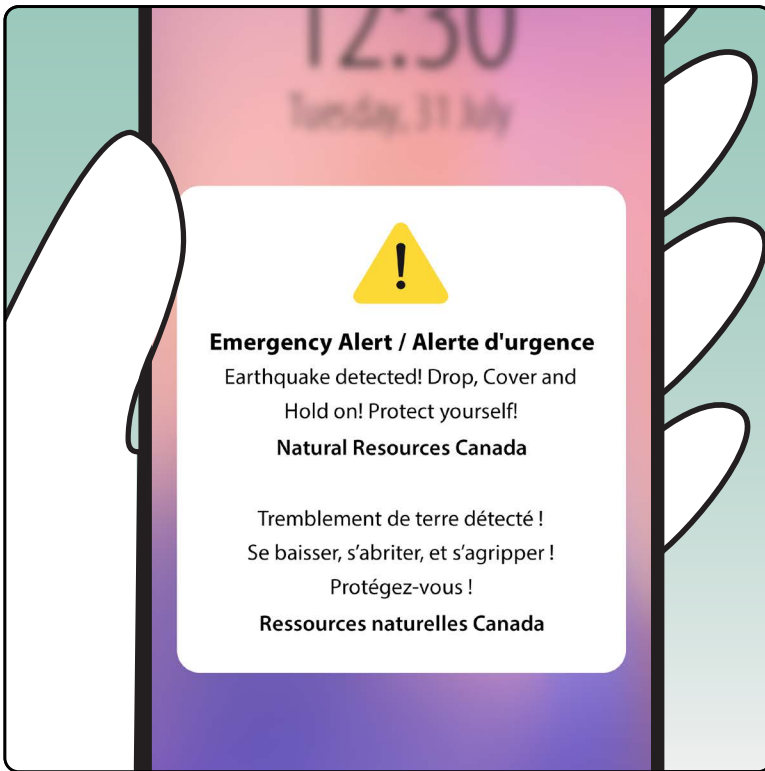 12:30
Tuesday, 31 July
!
Emergency Alert / Alerte d'urgence
Earthquake detected! Drop, Cover and
Hold on! Protect yourself!
Natural Resources Canada
Tremblement de terre détecté !
Se baisser, s’abriter, et s’agripper !
Protégez-vous !
Ressources naturelles Canada